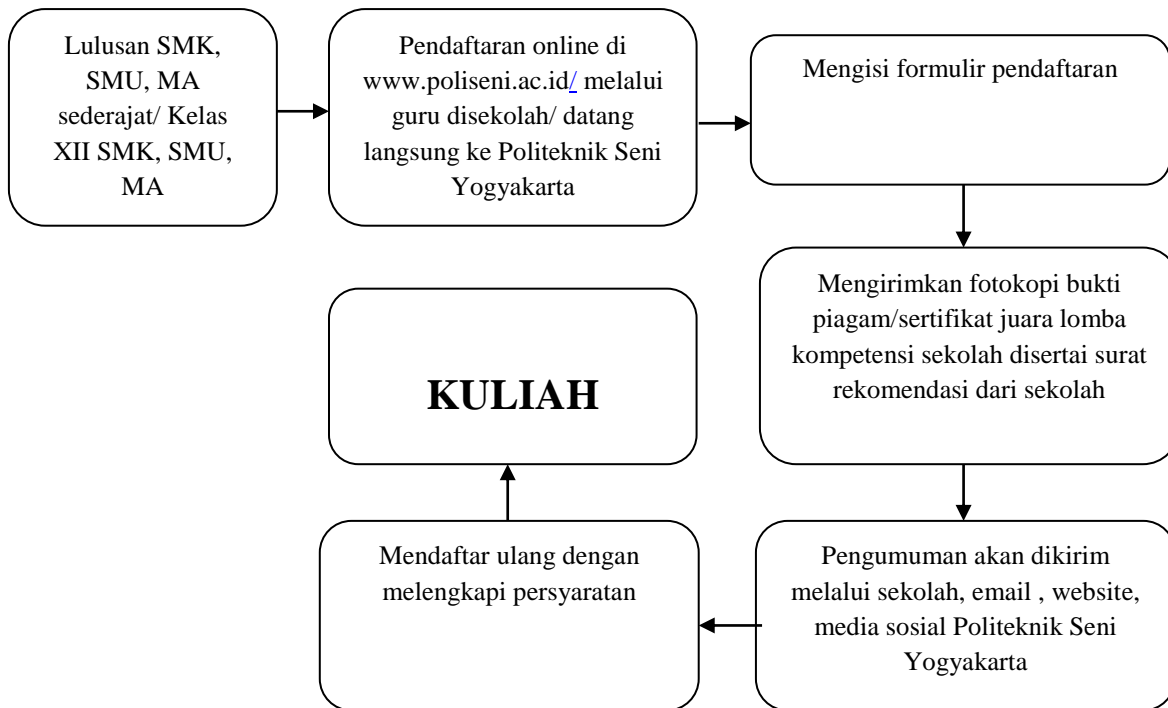 Lulusan SMK,
SMU, MA
sederajat/ Kelas
XII SMK, SMU,
MA
Pendaftaran online di
www.poliseni.ac.id/ melalui
guru disekolah/ datang
langsung ke Politeknik Seni
Yogyakarta
Mengisi formulir pendaftaran
Mengirimkan fotokopi bukti
piagam/sertifikat juara lomba
kompetensi sekolah disertai surat
rekomendasi dari sekolah
Pengumuman akan dikirim
melalui sekolah, email , website,
media sosial Politeknik Seni
Yogyakarta
Mendaftar ulang dengan
melengkapi persyaratan
KULIAH